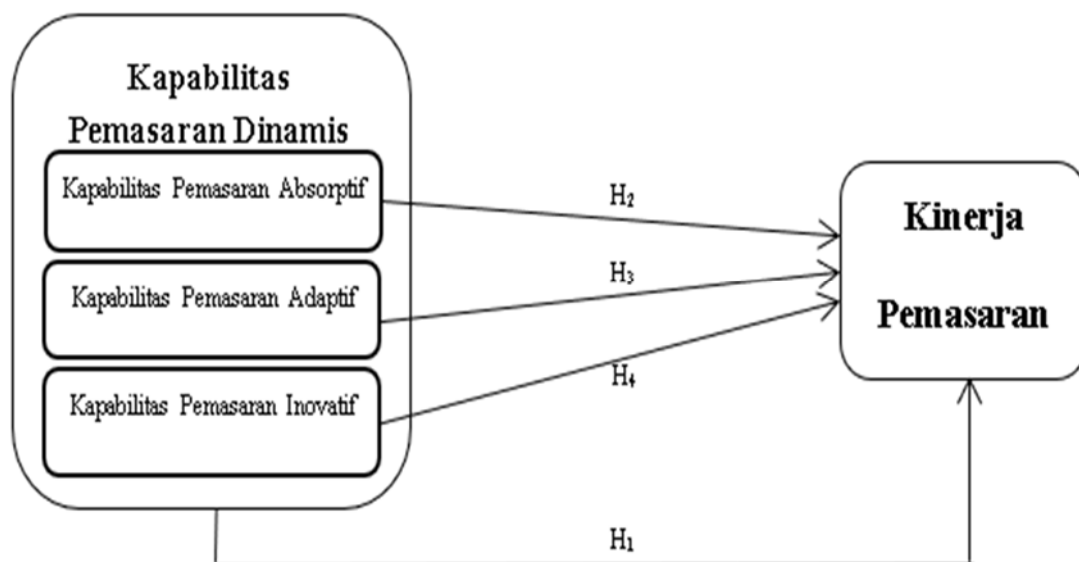 Kapabilitas
Pemasaran Dinamis
Kapabilitas Pemasaran Absorptif
Kapabilitas Pemasaran Adaptif
Kapabilitas Pemasaran Inovatif
H₂
H₃
H₄
H₁
Kinerja
Pemasaran